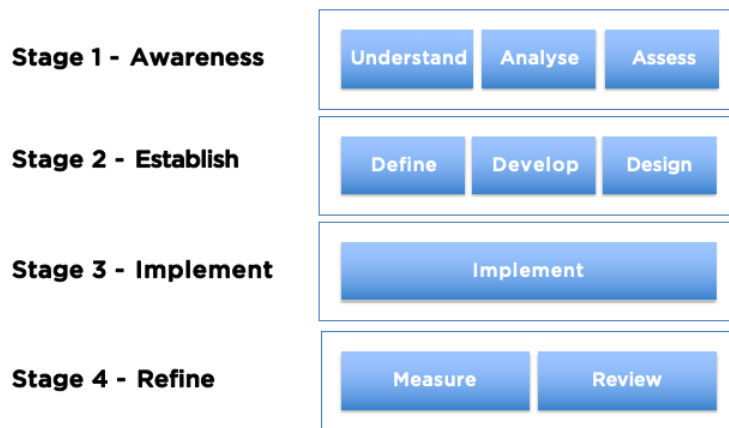 Stage 1 - Awareness
Understand Analyse Assess
Stage 2 - Establish
Define Develop Design
Stage 3 - Implement
Implement
Stage 4 - Refine
Measure Review